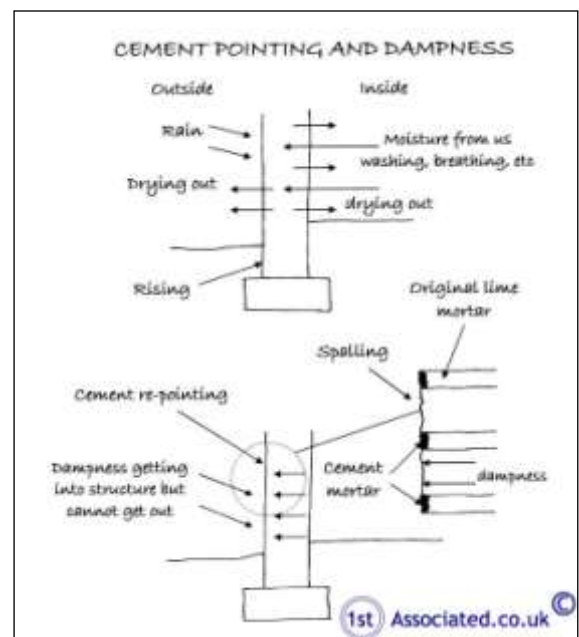 CEMENT POINTING AND DAMPNESS
Outside
Inside
Rain
Moisture from us
washing, breathing, etc
Drying out
drying out
Rising
Original lime
mortar
Spalling
Cement re-pointing
Dampness getting
into structure but
cannot get out
Cement
mortar
dampness
1st Associated.co.uk ©